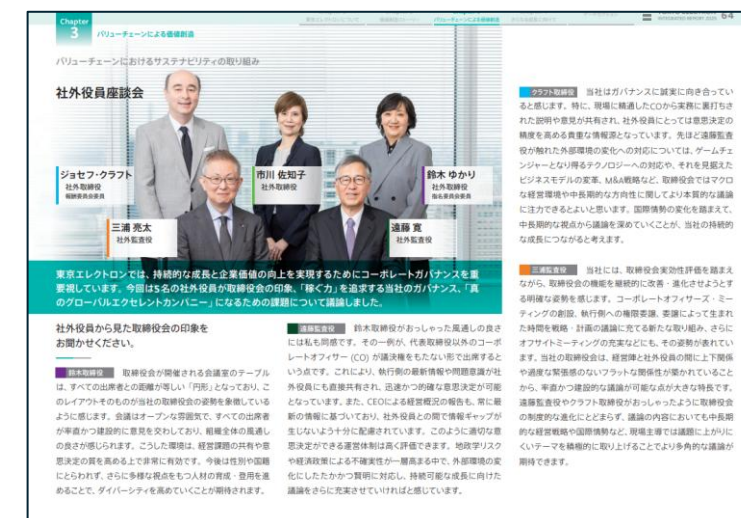 Chapter
3
バリューチェーンによる価値創造
バリューチェーンによる価値創造
INTEGRATED REPORT 2025
64
バリューチェーンにおけるサステナビリティの取り組み
社外役員座談会
ジョセフ・クラフト
社外取締役
報酬委員会委員
市川 佐知子
社外取締役
鈴木 ゆかり
社外取締役
指名委員会委員
三浦 亮太
社外監査役
遠藤 寛
社外監査役
東京エレクトロンでは、持続的な成長と企業価値の向上を実現するためにコーポレートガバナンスを重
要視しています。今回は5名の社外役員が取締役会の印象、「稼ぐ力」を追求する当社のガバナンス、「真
のグローバルエクセレントカンパニー」になるための課題について議論しました。
社外役員から見た取締役会の印象を
お聞かせください。
鈴木取締役 取締役会が開催される会議室のテーブル
は、すべての出席者との距離が等しい「円形」となっており、こ
のレイアウトそのものが当社の取締役会の姿勢を象徴している
ように感じます。会議はオープンな雰囲気で、すべての出席者
が率直かつ建設的に意見を交わしており、組織全体の風通し
の良さが感じられます。こうした環境は、経営課題の共有や意
思決定の質を高める上で非常に有効です。今後は性別や国籍
にとらわれず、さらに多様な視点をもつ人材の育成・登用を進
めることで、ダイバーシティを高めていくことが期待されます。
遠藤監査役 鈴木取締役がおっしゃった風通しの良さ
には私も同感です。その一例が、代表取締役以外のコーポ
レートオフィサー (CO) が議決権をもたない形で出席すると
いう点です。これにより、執行側の最新情報や問題意識が社
外役員にも直接共有され、迅速かつ的確な意思決定が可能
となっています。また、CEOによる経営概況の報告も、常に最
新の情報に基づいており、社外役員との間で情報ギャップが
生じないよう十分に配慮されています。このように適切な意
思決定ができる運営体制は高く評価できます。地政学リスク
や経済政策による不確実性が一層高まる中で、外部環境の変
化にしたたかかつ賢明に対応し、持続可能な成長に向けた
議論をさらに充実させていければと感じています。
クラフト取締役 当社はガバナンスに誠実に向き合ってい
ると感じます。特に、現場に精通したCOから実務に裏打ちさ
れた説明や意見が共有され、社外役員にとっては意思決定の
精度を高める貴重な情報源となっています。先ほど遠藤監査
役が触れた外部環境の変化への対応については、ゲームチェ
ンジャーとなり得るテクノロジーへの対応や、それを見据えた
ビジネスモデルの変革、M&A戦略など、取締役会ではマクロ
な経営環境や中長期的な方向性に関してより本質的な議論
に注力できるとよいと思います。国際情勢の変化を踏まえて、
中長期的な視点から議論を深めていくことが、当社の持続的
な成長につながると考えます。
三浦監査役 当社には、取締役会実効性評価を踏まえ
ながら、取締役会の機能を継続的に改善・進化させようとす
る明確な姿勢を感じます。コーポレートオフィサーズ・ミー
ティングの創設、執行側への権限委譲、委譲によって生まれ
た時間を戦略・計画の議論に充てる新たな取り組み、さらに
オフサイトミーティングの充実などにも、その姿勢が表れてい
ます。当社の取締役会は、経営陣と社外役員の間に上下関係
や過度な緊張感のないフラットな関係性が築かれていること
から、率直かつ建設的な議論が可能な点が大きな特長です。
遠藤監査役やクラフト取締役がおっしゃったように取締役会
の制度的な進化にとどまらず、議論の内容においても中長期
的な経営戦略や国際情勢など、現場主導では議題に上がりに
くいテーマを積極的に取り上げることでより多角的な議論が
期待できます。